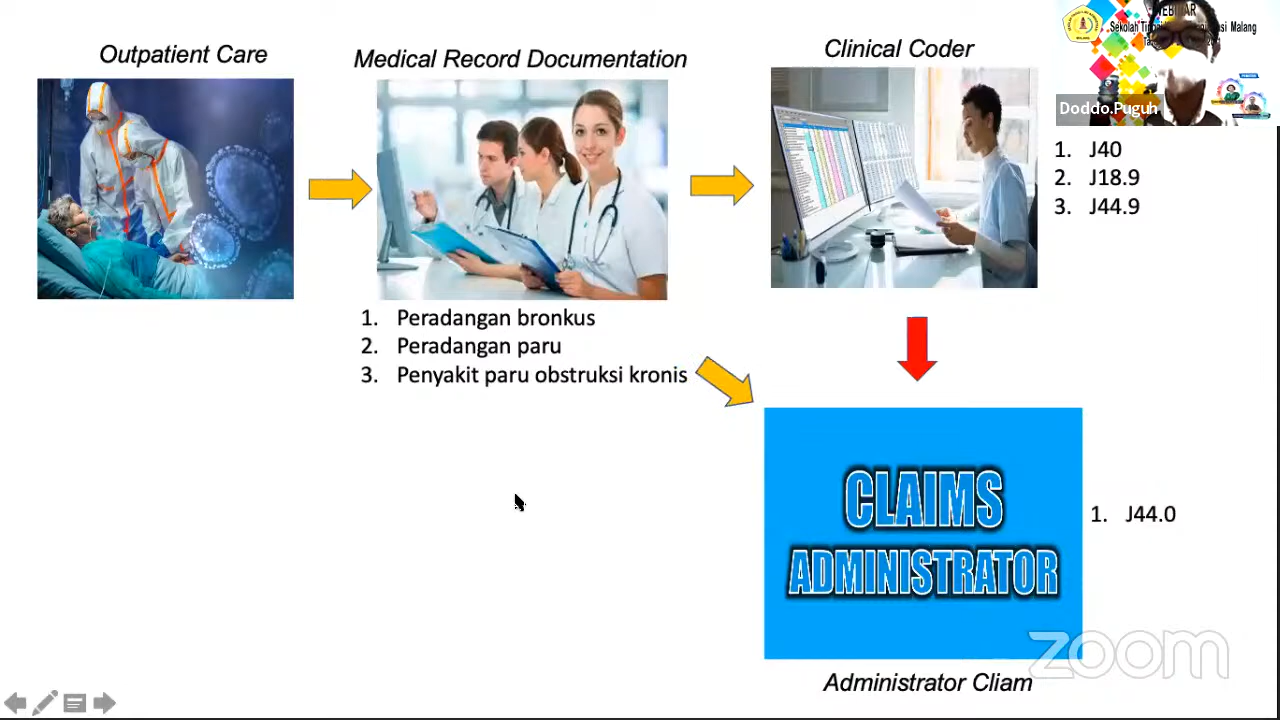 Outpatient Care
Medical Record Documentation
Clinical Coder
WEBINAR
Doddo.Puguh
1. J40
2. J18.9
3. J44.9
1. Peradangan bronkus
2. Peradangan paru
3. Penyakit paru obstruksi kronis
CLAIMS
ADMINISTRATOR
1. J44.0
zoom
Administrator Cliam